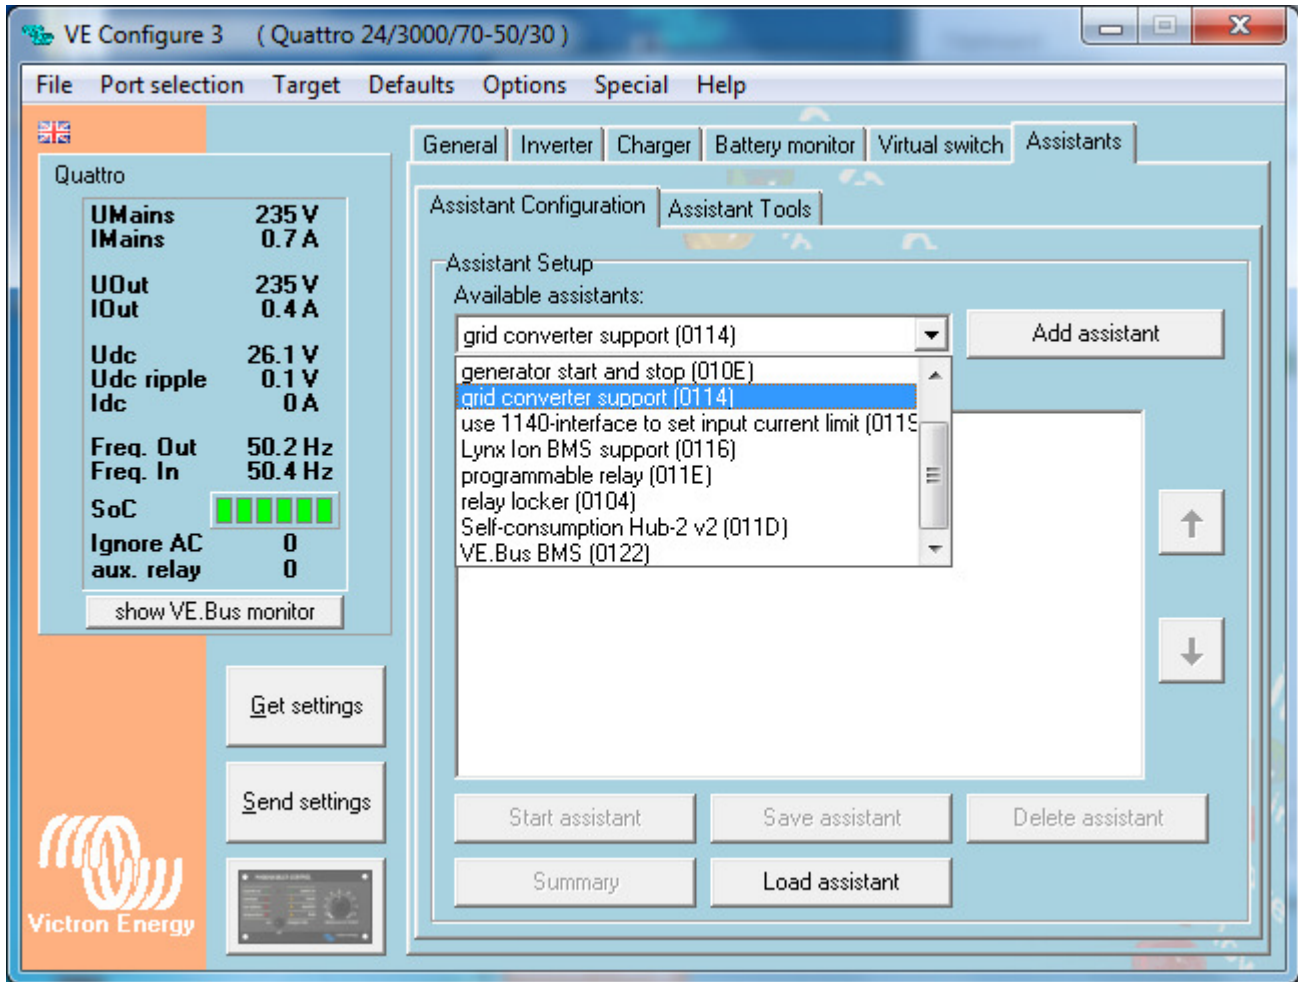 VE Configure 3 ( Quattro 24/3000/70-50/30 )
File Port selection Target Defaults Options Special Help
General Inverter Charger Battery monitor Virtual switch Assistants
Quattro
UMains 235 V
IMains 0.7 A
UOut 235 V
IOut 0.4 A
Udc 26.1 V
Udc ripple 0.1 V
Idc 0 A
Freq. Out 50.2 Hz
Freq. In 50.4 Hz
SoC
Ignore AC 0
aux. relay 0
show VE.Bus monitor
Get settings
Send settings
Victron Energy
Assistant Configuration Assistant Tools
Assistant Setup
Available assistants:
grid converter support (0114)
Add assistant
generator start and stop (010E)
grid converter support (0114)
use 1140-interface to set input current limit (0119
Lynx Ion BMS support (0116)
programmable relay (011E)
relay locker (0104)
Self-consumption Hub-2 v2 (011D)
VE.Bus BMS (0122)
Start assistant Save assistant Delete assistant
Summary Load assistant